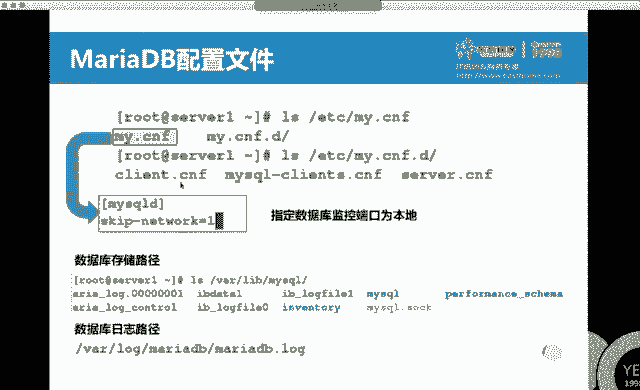 MariaDB配置文件
[root@server1 ~]# ls /etc/my.cnf
my.cnf my.cnf.d/
[root@server1 ~]# ls /etc/my.cnf.d/
client.cnf mysql-clients.cnf server.cnf
[mysqld]
skip-network=1
指定数据库监控端口为本地
数据库存储路径
[root@server1 ~]# ls /var/lib/mysql/
aria_log.00000001 ibdata1 ib_logfile1 mysql performance_schema
aria_log_control ib_logfile0 inventory mysql.sock
数据库日志路径
/var/log/mariadb/mariadb.log
YE